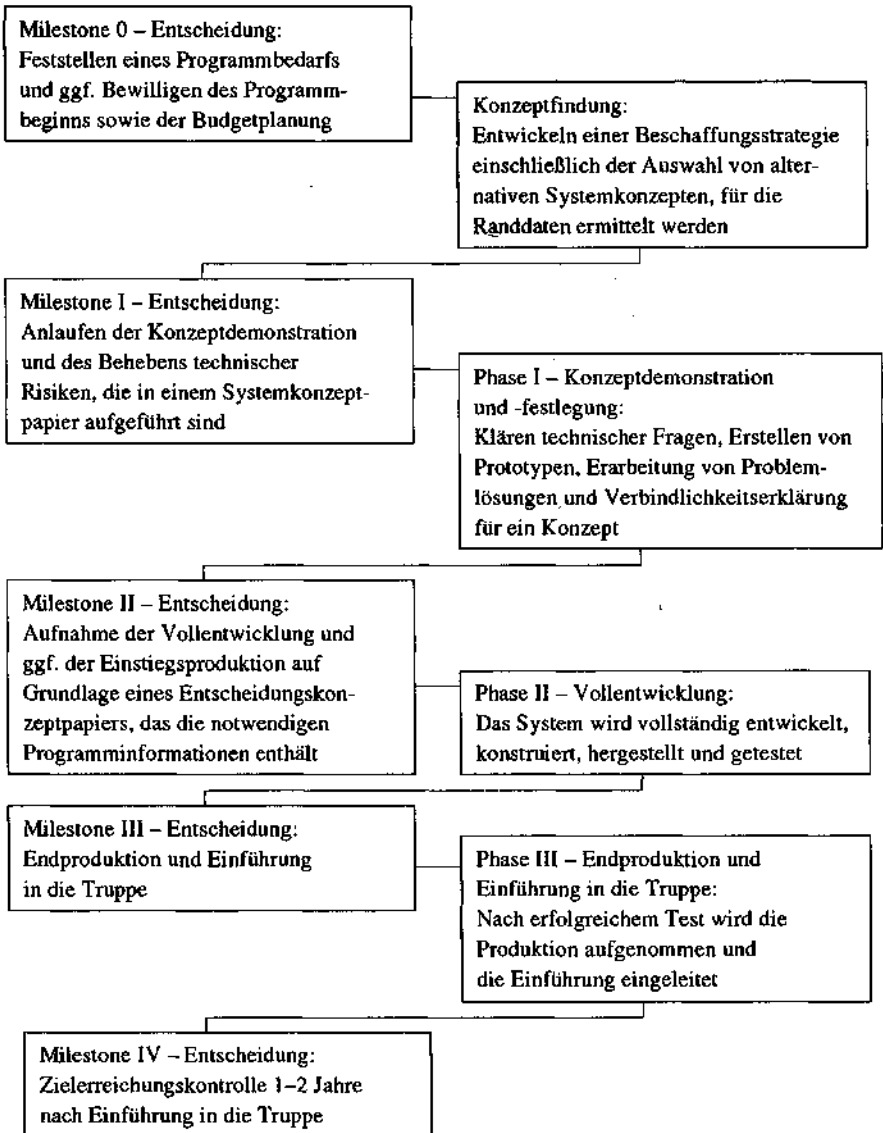 Milestone 0 – Entscheidung:
Feststellen eines Programmbedarfs
und ggf. Bewilligen des Programm-
beginns sowie der Budgetplanung
Konzeptfindung:
Entwickeln einer Beschaffungsstrategie
einschließlich der Auswahl von alter-
nativen Systemkonzepten, für die
Randdaten ermittelt werden
Milestone I – Entscheidung:
Anlaufen der Konzeptdemonstration
und des Behebens technischer
Risiken, die in einem Systemkonzept-
papier aufgeführt sind
Phase I – Konzeptdemonstration
und -festlegung:
Klären technischer Fragen, Erstellen von
Prototypen, Erarbeitung von Problem-
lösungen und Verbindlichkeitserklärung
für ein Konzept
Milestone II – Entscheidung:
Aufnahme der Vollentwicklung und
ggf. der Einstiegsproduktion auf
Grundlage eines Entscheidungskon-
zeptpapiers, das die notwendigen
Programminformationen enthält
Phase II – Vollentwicklung:
Das System wird vollständig entwickelt,
konstruiert, hergestellt und getestet
Milestone III – Entscheidung:
Endproduktion und Einführung
in die Truppe
Phase III – Endproduktion und
Einführung in die Truppe:
Nach erfolgreichem Test wird die
Produktion aufgenommen und
die Einführung eingeleitet
Milestone IV – Entscheidung:
Zielerreichungskontrolle 1–2 Jahre
nach Einführung in die Truppe